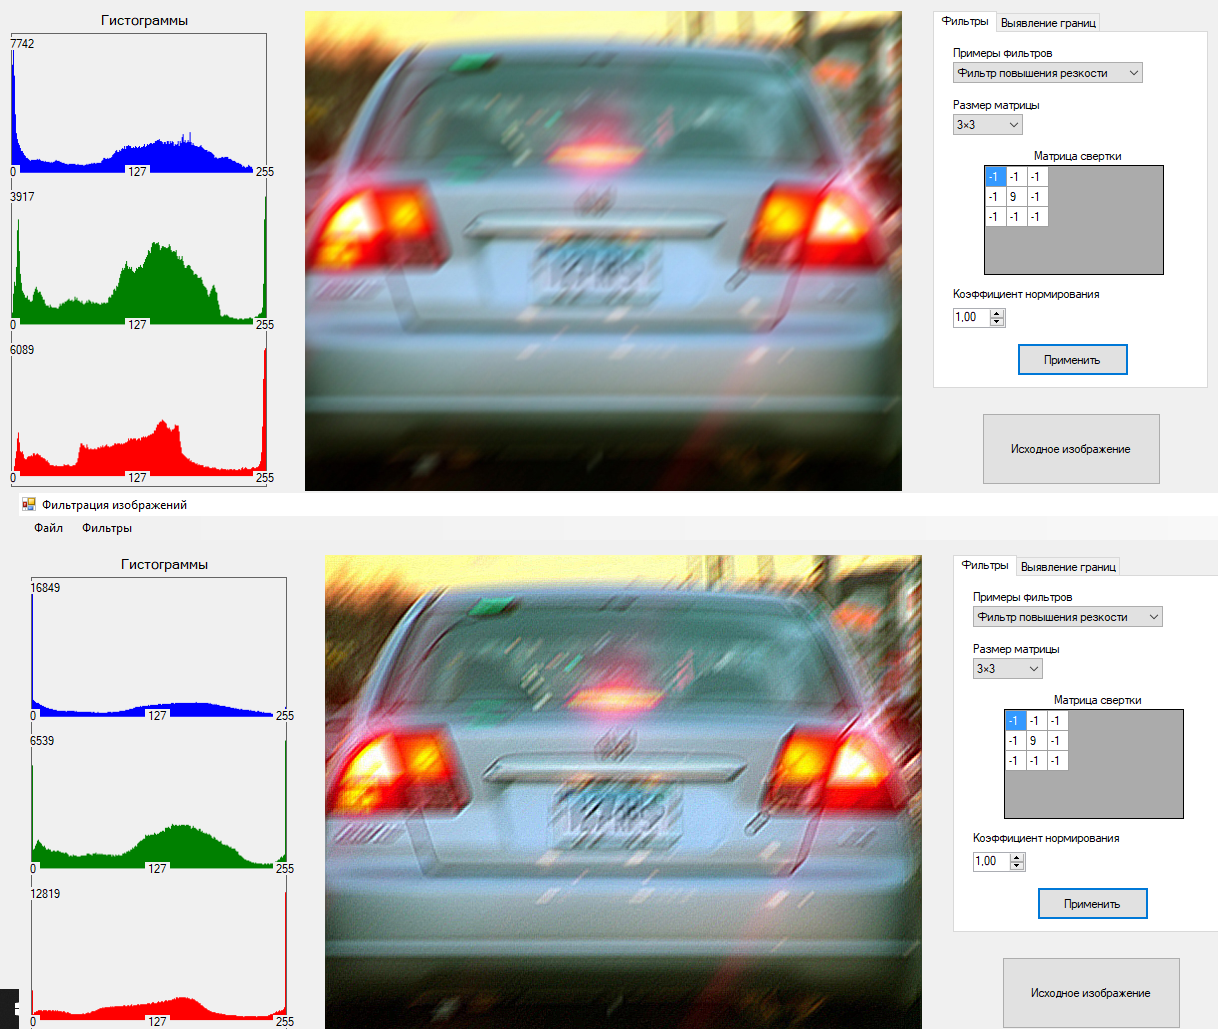 Гистограммы
7742
0 127 255
3917
0 127 255
6089
0 127 255
Фильтры Выявление границ
Примеры фильтров
Фильтр повышения резкости
Размер матрицы
3×3
Матрица свертки
-1 -1 -1
-1 9 -1
-1 -1 -1
Коэффициент нормирования
1,00
Применить
Исходное изображение
Фильтрация изображений
Файл Фильтры
Гистограммы
16849
0 127 255
6539
0 127 255
12819
0 127 255
Фильтры Выявление границ
Примеры фильтров
Фильтр повышения резкости
Размер матрицы
3×3
Матрица свертки
-1 -1 -1
-1 9 -1
-1 -1 -1
Коэффициент нормирования
1,00
Применить
Исходное изображение